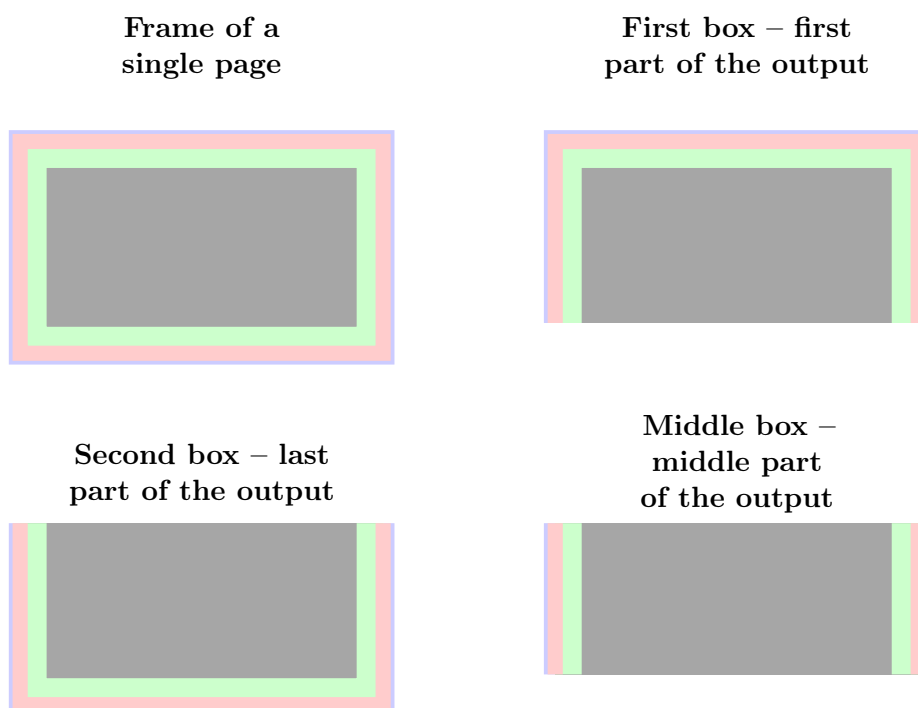 Frame of a
single page
First box – first
part of the output
Second box – last
part of the output
Middle box –
middle part
of the output